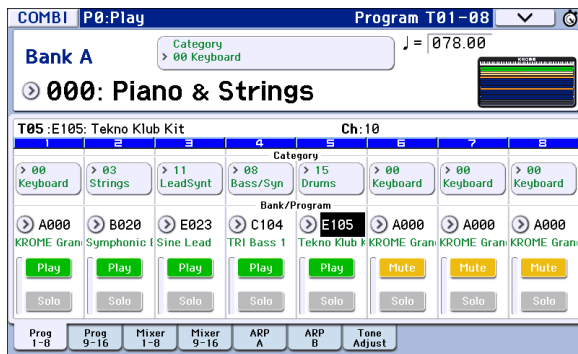 COMBI P0:Play Program T01-08
Bank A
Category
> 00 Keyboard
♩= 078.00
KROME
000: Piano & Strings
T05 :E105: Tekno Klub Kit Ch:10
1 2 3 4 5 6 7 8
Category
> 00 > 03 > 11 > 08 > 15 > 00 > 00 > 00
Keyboard Strings LeadSynt Bass/Syn Drums Keyboard Keyboard Keyboard
Bank/Program
A000 B020 E023 C104 E105 A000 A000 A000
KROME Gran Symphonic E Sine Lead TRI Bass 1 Tekno Klub K KROME Gran KROME Gran KROME Gran
Play Play Play Play Play Mute Mute Mute
Solo Solo Solo Solo Solo Solo Solo Solo
Prog 1-8 Prog 9-16 Mixer 1-8 Mixer 9-16 ARP A ARP B Tone Adjust